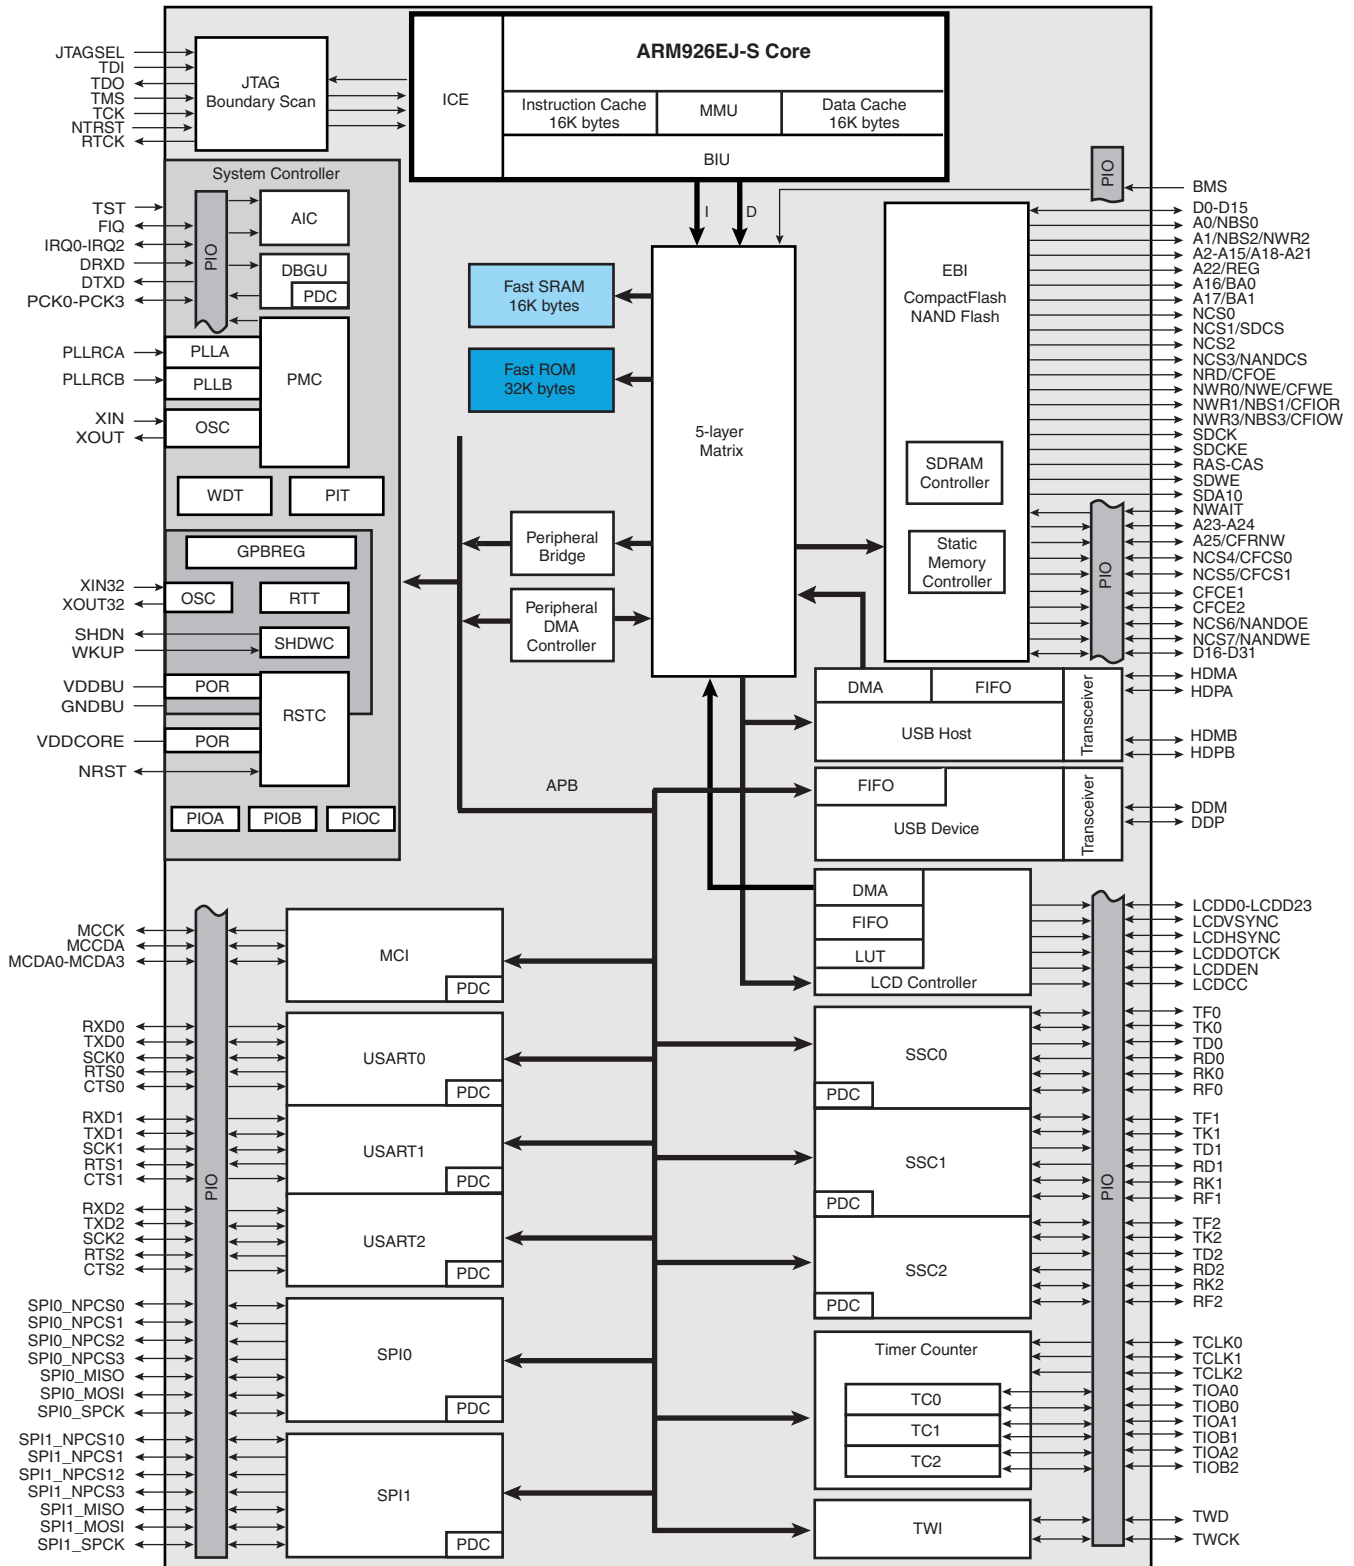 ARM926EJ-S Core
ICE
Instruction Cache
16K bytes
MMU
Data Cache
16K bytes
BIU
I
D
JTAGSEL
TDI
TDO
TMS
TCK
NTRST
RTCK
JTAG
Boundary Scan
System Controller
TST
FIQ
IRQ0-IRQ2
DRXD
DTXD
PCK0-PCK3
PIO
AIC
DBGU
PDC
PLLRCA
PLLRCB
XIN
XOUT
PLLA
PLLB
OSC
PMC
WDT
PIT
GPBREG
XIN32
XOUT32
OSC
RTT
SHDN
WKUP
SHDWC
VDDBU
GNDBU
POR
RSTC
VDDCORE
POR
NRST
PIOA
PIOB
PIOC
Fast SRAM
16K bytes
Fast ROM
32K bytes
5-layer
Matrix
Peripheral
Bridge
Peripheral
DMA
Controller
APB
PIO
BMS
EBI
CompactFlash
NAND Flash
SDRAM
Controller
Static
Memory
Controller
D0-D15
A0/NBS0
A1/NBS2/NWR2
A2-A15/A18-A21
A22/REG
A16/BA0
A17/BA1
NCS0
NCS1/SDCS
NCS2
NCS3/NANDCS
NRD/CFOE
NWR0/NWE/CFWE
NWR1/NBS1/CFIOR
NWR3/NBS3/CFIOW
SDCK
SDCKE
RAS-CAS
SDWE
SDA10
PIO
NWAIT
A23-A24
A25/CFRNW
NCS4/CFCS0
NCS5/CFCS1
CFCE1
CFCE2
NCS6/NANDOE
NCS7/NANDWE
D16-D31
DMA
FIFO
USB Host
Transceiver
HDMA
HDPA
HDMB
HDPB
FIFO
USB Device
Transceiver
DDM
DDP
DMA
FIFO
LUT
LCD Controller
LCDD0-LCDD23
LCDVSYNC
LCDHSYNC
LCDDOTCK
LCDDEN
LCDCC
MCCK
MCCDA
MCDA0-MCDA3
MCI
PDC
RXD0
TXD0
SCK0
RTS0
CTS0
USART0
PDC
RXD1
TXD1
SCK1
RTS1
CTS1
PIO
USART1
PDC
RXD2
TXD2
SCK2
RTS2
CTS2
USART2
PDC
SPI0_NPCS0
SPI0_NPCS1
SPI0_NPCS2
SPI0_NPCS3
SPI0_MISO
SPI0_MOSI
SPI0_SPCK
SPI0
PDC
SPI1_NPCS10
SPI1_NPCS1
SPI1_NPCS12
SPI1_NPCS3
SPI1_MISO
SPI1_MOSI
SPI1_SPCK
SPI1
PDC
SSC0
PDC
TF0
TK0
TD0
RD0
RK0
RF0
SSC1
PDC
PIO
TF1
TK1
TD1
RD1
RK1
RF1
SSC2
PDC
TF2
TK2
TD2
RD2
RK2
RF2
Timer Counter
TC0
TC1
TC2
TCLK0
TCLK1
TCLK2
TIOA0
TIOB0
TIOA1
TIOB1
TIOA2
TIOB2
TWI
TWD
TWCK